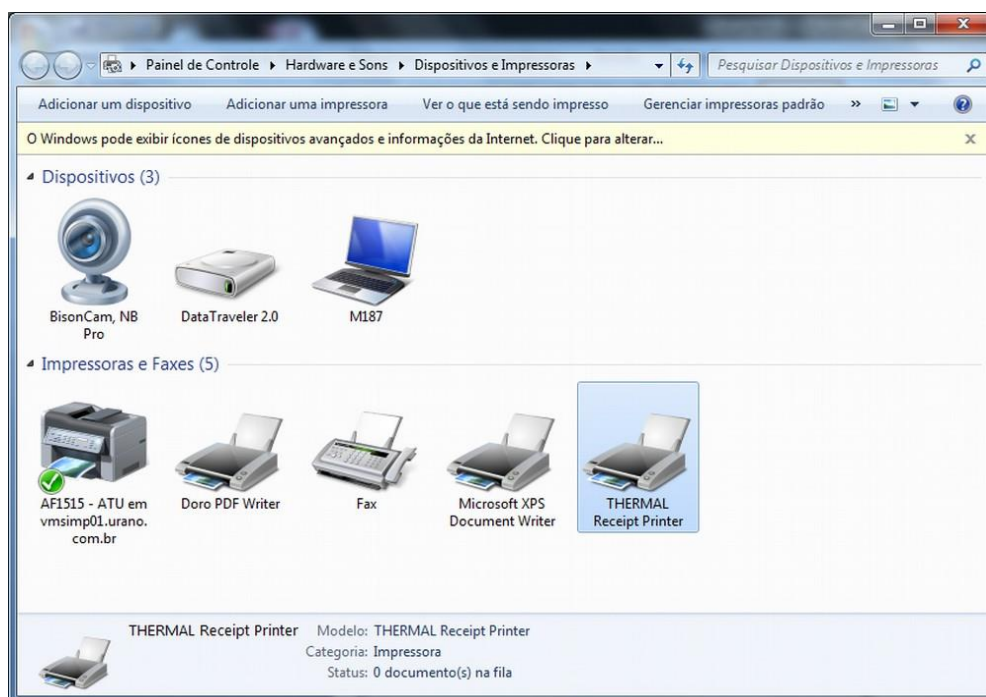 Painel de Controle Hardware e Sons Dispositivos e Impressoras Pesquisar Dispositivos e Impressoras
Adicionar um dispositivo Adicionar uma impressora Ver o que está sendo impresso Gerenciar impressoras padrão »
O Windows pode exibir ícones de dispositivos avançados e informações da Internet. Clique para alterar...
Dispositivos (3)
BisonCam, NB
Pro
DataTraveler 2.0
M187
Impressoras e Faxes (5)
AF1515 - ATU em
vmsimp01.urano.
com.br
Doro PDF Writer
Fax
Microsoft XPS
Document Writer
THERMAL
Receipt Printer
THERMAL Receipt Printer Modelo: THERMAL Receipt Printer
Categoria: Impressora
Status: 0 documento(s) na fila